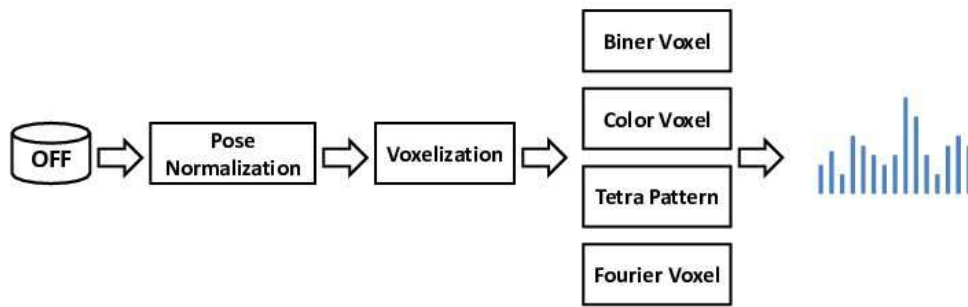 OFF
Pose
Normalization
Voxelization
Biner Voxel
Color Voxel
Tetra Pattern
Fourier Voxel